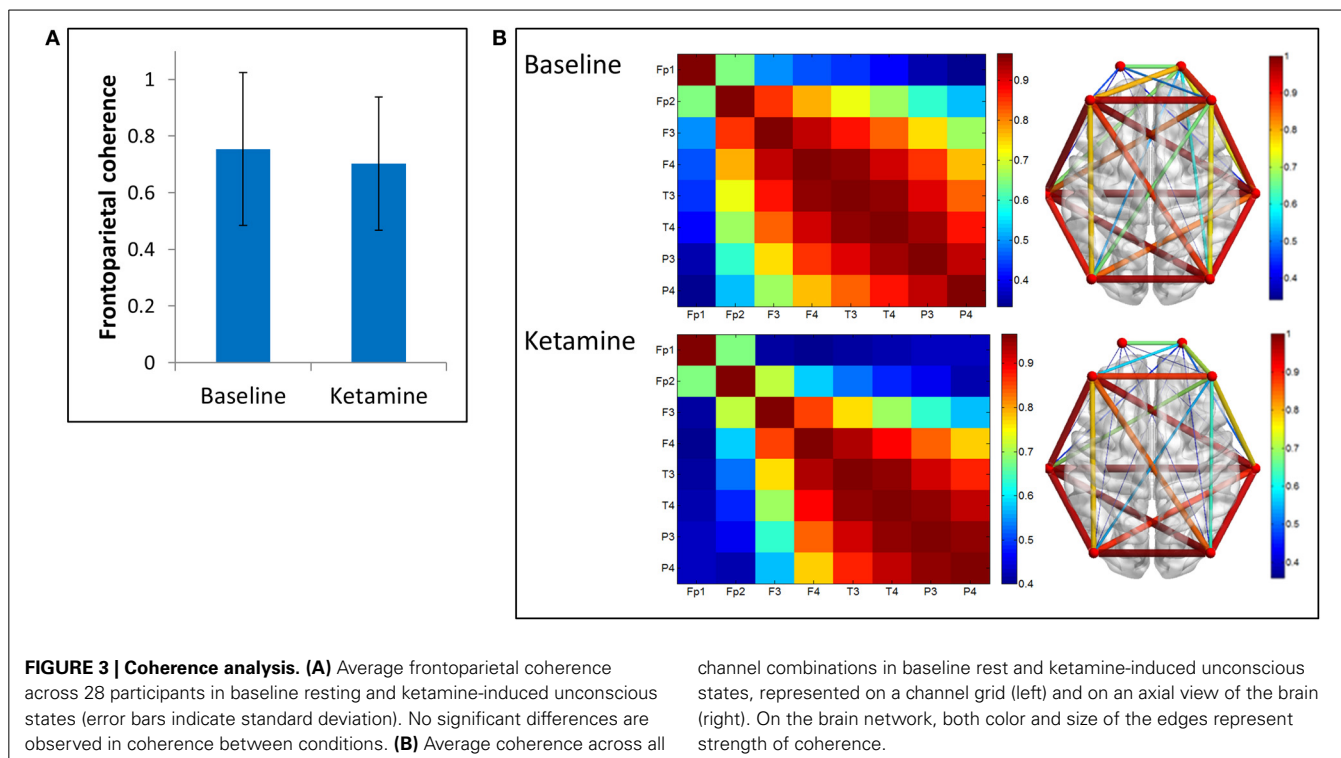 A
Frontoparietal coherence
1
0.8
0.6
0.4
0.2
0
Baseline
Ketamine
B
Baseline
Fp1
Fp2
F3
F4
T3
T4
P3
P4
Fp1 Fp2 F3 F4 T3 T4 P3 P4
0.9
0.8
0.7
0.6
0.5
0.4
1
0.9
0.8
0.7
0.6
0.5
0.4
Ketamine
Fp1
Fp2
F3
F4
T3
T4
P3
P4
Fp1 Fp2 F3 F4 T3 T4 P3 P4
0.9
0.8
0.7
0.6
0.5
0.4
1
0.9
0.8
0.7
0.6
0.5
0.4
FIGURE 3 | Coherence analysis. (A) Average frontoparietal coherence
across 28 participants in baseline resting and ketamine-induced unconscious
states (error bars indicate standard deviation). No significant differences are
observed in coherence between conditions. (B) Average coherence across all
channel combinations in baseline rest and ketamine-induced unconscious
states, represented on a channel grid (left) and on an axial view of the brain
(right). On the brain network, both color and size of the edges represent
strength of coherence.